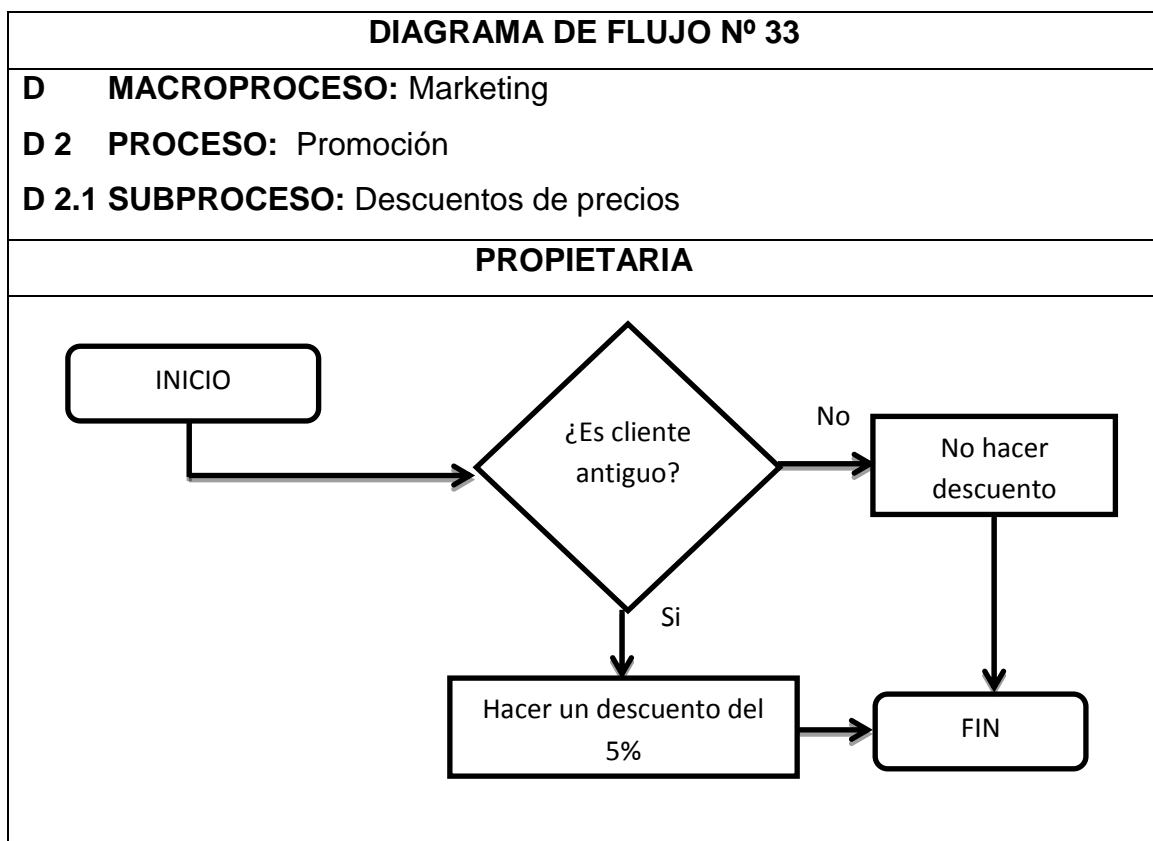 DIAGRAMA DE FLUJO Nº 33
D MACROPROCESO: Marketing
D 2 PROCESO: Promoción
D 2.1 SUBPROCESO: Descuentos de precios
PROPIETARIA
INICIO
¿Es cliente
antiguo?
No
No hacer
descuento
Si
Hacer un descuento del
5%
FIN